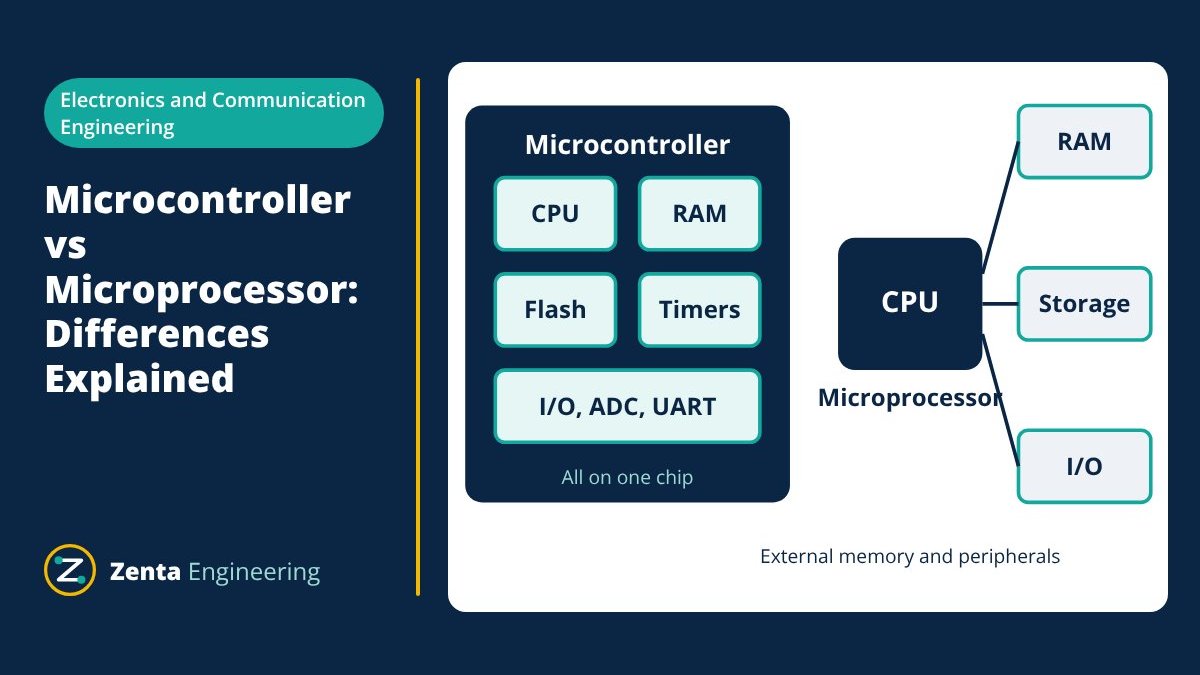 Electronics and Communication
Engineering
Microcontroller
vs
Microprocessor:
Differences
Explained
Zenta Engineering
Microcontroller
CPU
RAM
Flash
Timers
I/O, ADC, UART
All on one chip
CPU
Microprocessor
RAM
Storage
I/O
External memory and peripherals